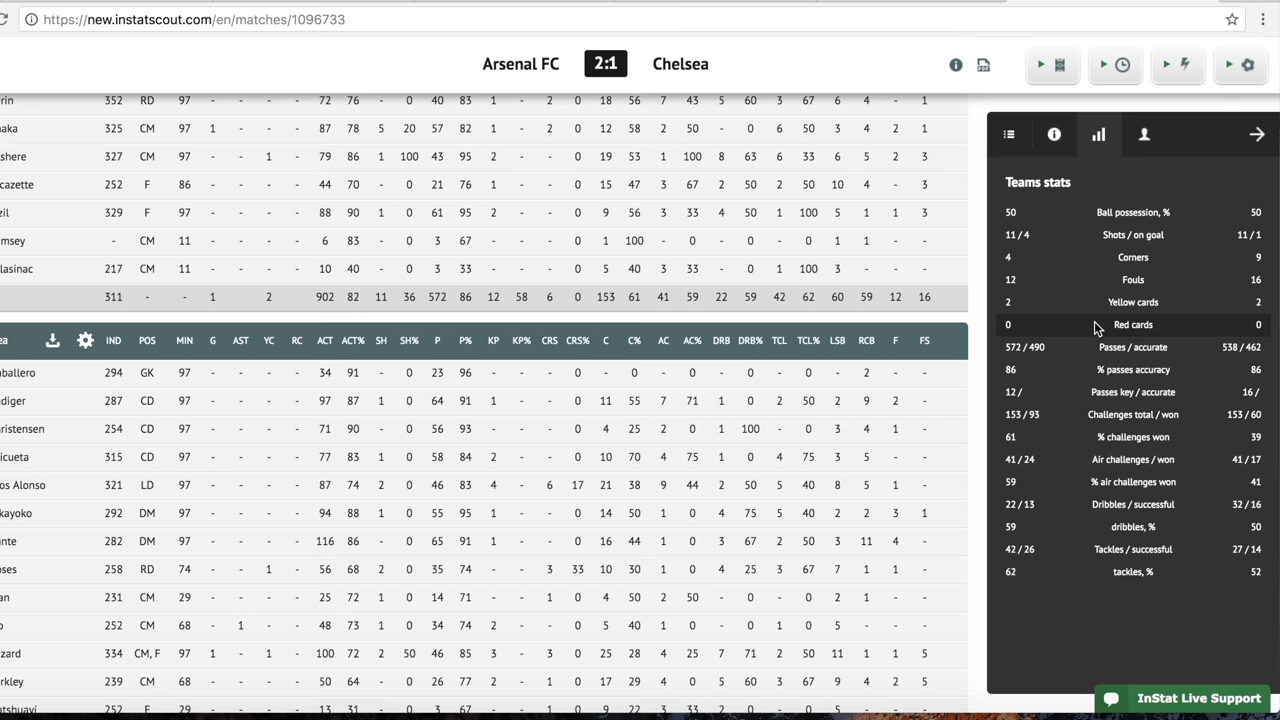 https://new.instatscout.com/en/matches/1096733
Arsenal FC 2:1 Chelsea
erin 352 RD 97 - - - - 72 76 - 0 40 83 1 - 2 0 18 56 7 43 5 60 3 67 6 4 - 1
haka 325 CM 97 1 - - - 87 78 5 20 57 82 1 - 2 0 12 58 2 50 - 0 6 50 3 4 2 1
shere 327 CM 97 - - 1 - 79 86 1 100 43 95 2 - - 0 19 53 1 100 8 63 6 33 6 5 2 3
cazette 252 F 86 - - - - 44 70 - 0 21 76 1 - - 0 15 47 3 67 2 50 2 50 10 4 - 3
zil 329 F 97 - - - - 88 90 1 0 61 95 2 - - 0 9 56 3 33 4 50 1 100 5 1 1 3
msey - CM 11 - - - - 6 83 - 0 3 67 - - - 0 1 100 - 0 - 0 - 0 1 1 - -
lasinac 217 CM 11 - - - - 10 40 - 0 3 33 - - - 0 5 40 3 33 - 0 1 100 3 - - -
311 - - 1 2 902 82 11 36 572 86 12 58 6 0 153 61 41 59 22 59 42 62 60 59 12 16
ea IND POS MIN G AST YC RC ACT ACT% SH SH% P P% KP KP% CRS CRS% C C% AC AC% DRB DRB% TCL TCL% LSB RCB F FS
aballero 294 GK 97 - - - - 34 91 - 0 23 96 - - - 0 - 0 - 0 - 0 - 0 - 2 - -
udiger 287 CD 97 - - - - 97 87 1 0 64 91 1 - - 0 11 55 7 71 1 0 2 50 2 9 2 -
hristensen 254 CD 97 - - - - 71 90 - 0 56 93 - - - 0 4 25 2 0 1 100 - 0 3 4 1 -
icueta 315 CD 97 - - - - 77 83 1 0 58 84 2 - - 0 10 70 4 75 1 0 4 75 3 5 - -
os Alonso 321 LD 97 - - - - 87 74 2 0 46 83 4 - 6 17 21 38 9 44 2 50 5 40 8 5 1 -
kayoko 292 DM 97 - - - - 94 88 1 0 55 95 1 - - 0 14 50 1 0 4 75 5 40 2 7 3 1
nte 282 DM 97 - - - - 116 86 - 0 65 91 1 - - 0 16 44 1 0 3 67 2 50 3 11 4 -
oses 258 RD 74 - - 1 - 56 68 2 0 35 74 - - 3 33 10 30 1 0 4 25 3 67 7 1 1 -
an 231 CM 29 - - - - 25 72 1 0 14 71 - - 1 0 4 50 2 50 - 0 - 0 2 1 - -
o 252 CM 68 - 1 - - 48 73 1 0 34 74 2 - - 0 5 40 1 0 - 0 1 0 5 - - -
zard 334 CM, F 97 1 - 1 - 100 72 2 50 46 85 3 - 3 0 25 28 4 25 7 71 2 50 11 1 1 5
rkley 239 CM 68 - - - - 50 64 - 0 26 77 2 - 1 0 17 29 4 0 5 60 3 67 9 4 2 5
atshuayi 252 F 29 - - - - 13 31 - 0 - 67 - - - 0 9 22 3 33 2 0 - 0 - - - -
Teams stats
50 Ball possession, % 50
11 / 4 Shots / on goal 11 / 1
4 Corners 9
12 Fouls 16
2 Yellow cards 2
0 Red cards 0
572 / 490 Passes / accurate 538 / 462
86 % passes accuracy 86
12 / Passes key / accurate 16 /
153 / 93 Challenges total / won 153 / 60
61 % challenges won 39
41 / 24 Air challenges / won 41 / 17
59 % air challenges won 41
22 / 13 Dribbles / successful 32 / 16
59 dribbles, % 50
42 / 26 Tackles / successful 27 / 14
62 tackles, % 52
InStat Live Support